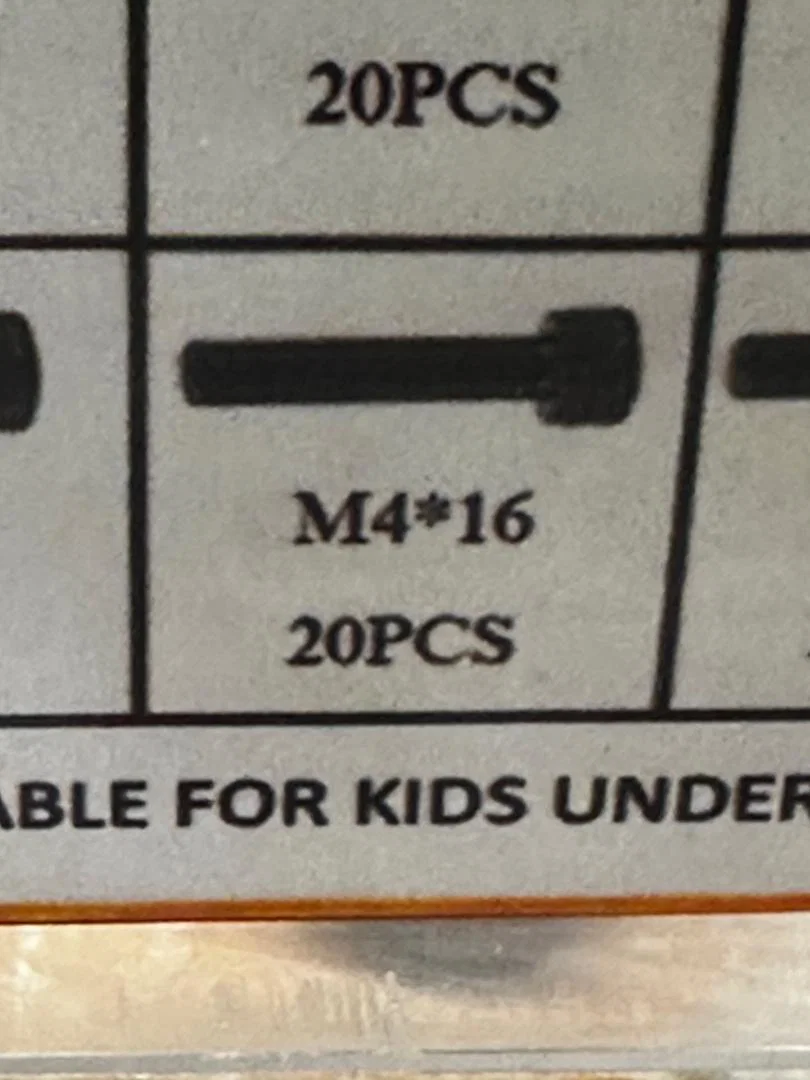 20PCS
M4*16
20PCS
ABLE FOR KIDS UNDER